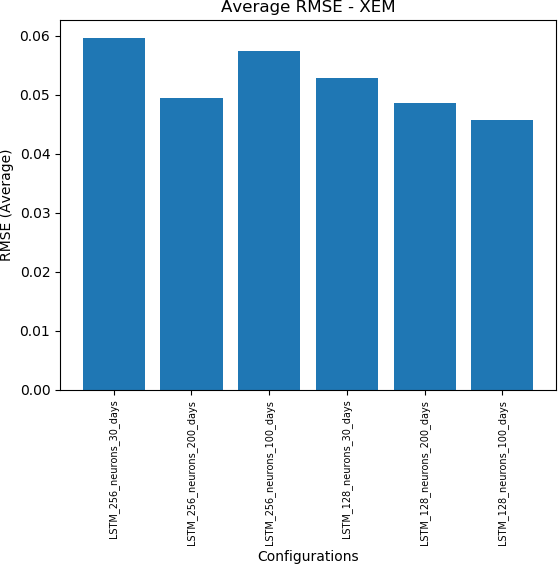 Average RMSE - XEM
RMSE (Average)
0.06
0.05
0.04
0.03
0.02
0.01
0.00
LSTM_256_neurons_30_days
LSTM_256_neurons_200_days
LSTM_256_neurons_100_days
LSTM_128_neurons_30_days
LSTM_128_neurons_200_days
LSTM_128_neurons_100_days
Configurations